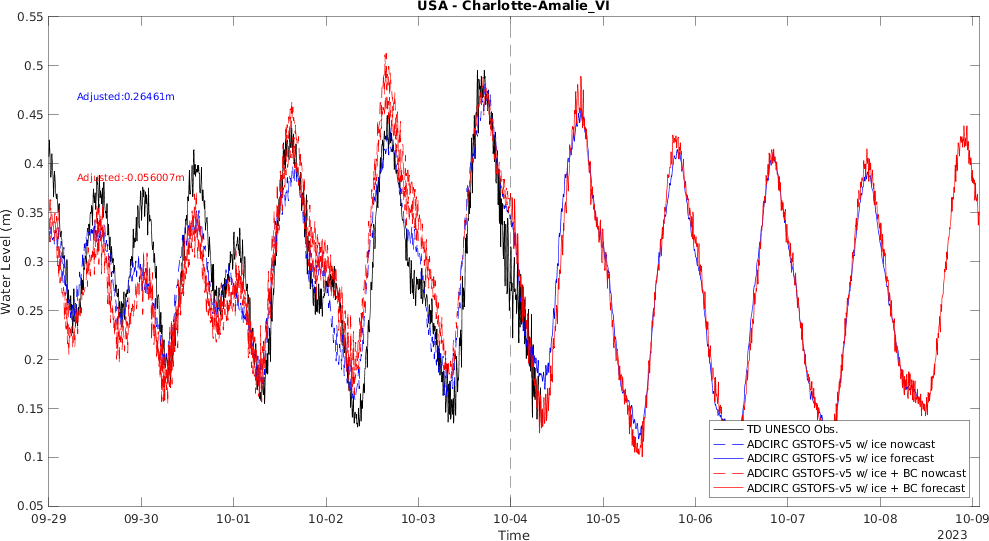 USA - Charlotte-Amalie_VI
0.55
0.5
0.45
0.4
0.35
0.3
0.25
0.2
0.15
0.1
0.05
Water Level (m)
Adjusted:0.26461m
Adjusted:-0.056007m
TD UNESCO Obs.
ADCIRC GSTOFS-v5 w/ ice nowcast
ADCIRC GSTOFS-v5 w/ ice forecast
ADCIRC GSTOFS-v5 w/ ice + BC nowcast
ADCIRC GSTOFS-v5 w/ ice + BC forecast
09-29 09-30 10-01 10-02 10-03 10-04 10-05 10-06 10-07 10-08 10-09
Time
2023